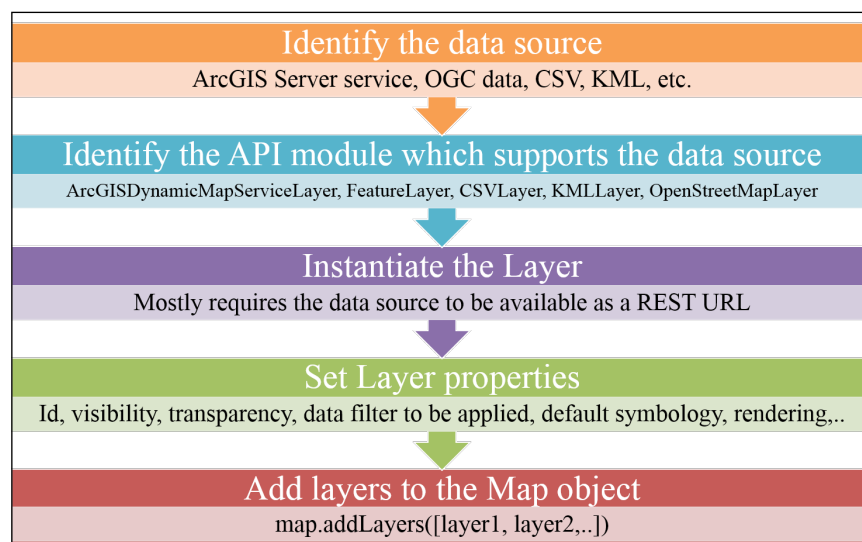 Identify the data source
ArcGIS Server service, OGC data, CSV, KML, etc.
Identify the API module which supports the data source
ArcGISDynamicMapServiceLayer, FeatureLayer, CSVLayer, KMLLayer, OpenStreetMapLayer
Instantiate the Layer
Mostly requires the data source to be available as a REST URL
Set Layer properties
Id, visibility, transparency, data filter to be applied, default symbology, rendering,..
Add layers to the Map object
map.addLayers([layer1, layer2,..])